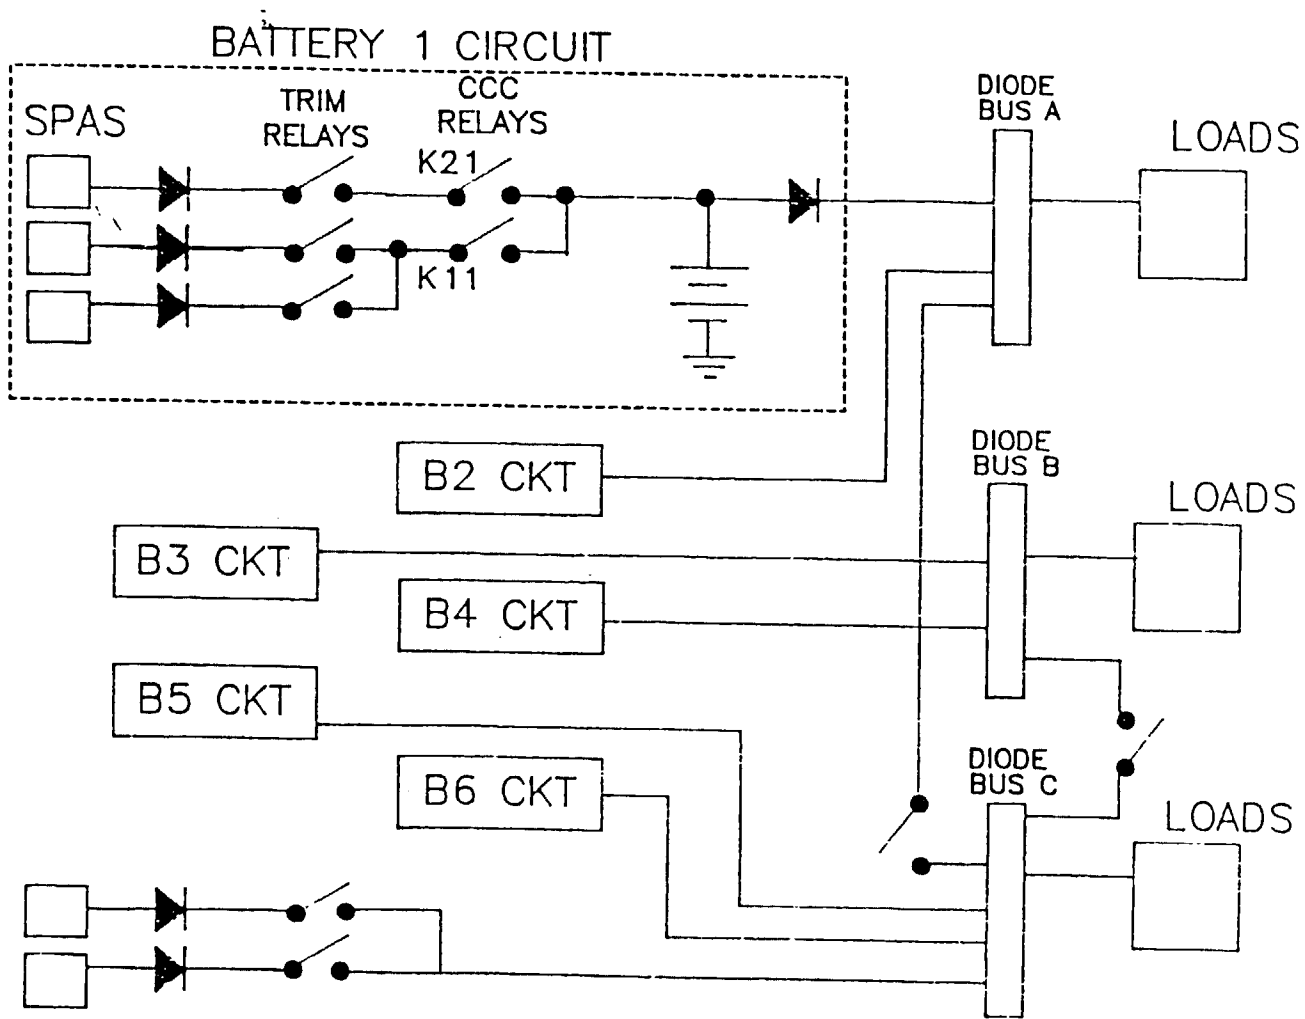 BATTERY 1 CIRCUIT
SPAS
TRIM
RELAYS
CCC
RELAYS
K21
K11
DIODE
BUS A
LOADS
B2 CKT
DIODE
BUS B
LOADS
B3 CKT
B4 CKT
B5 CKT
B6 CKT
DIODE
BUS C
LOADS